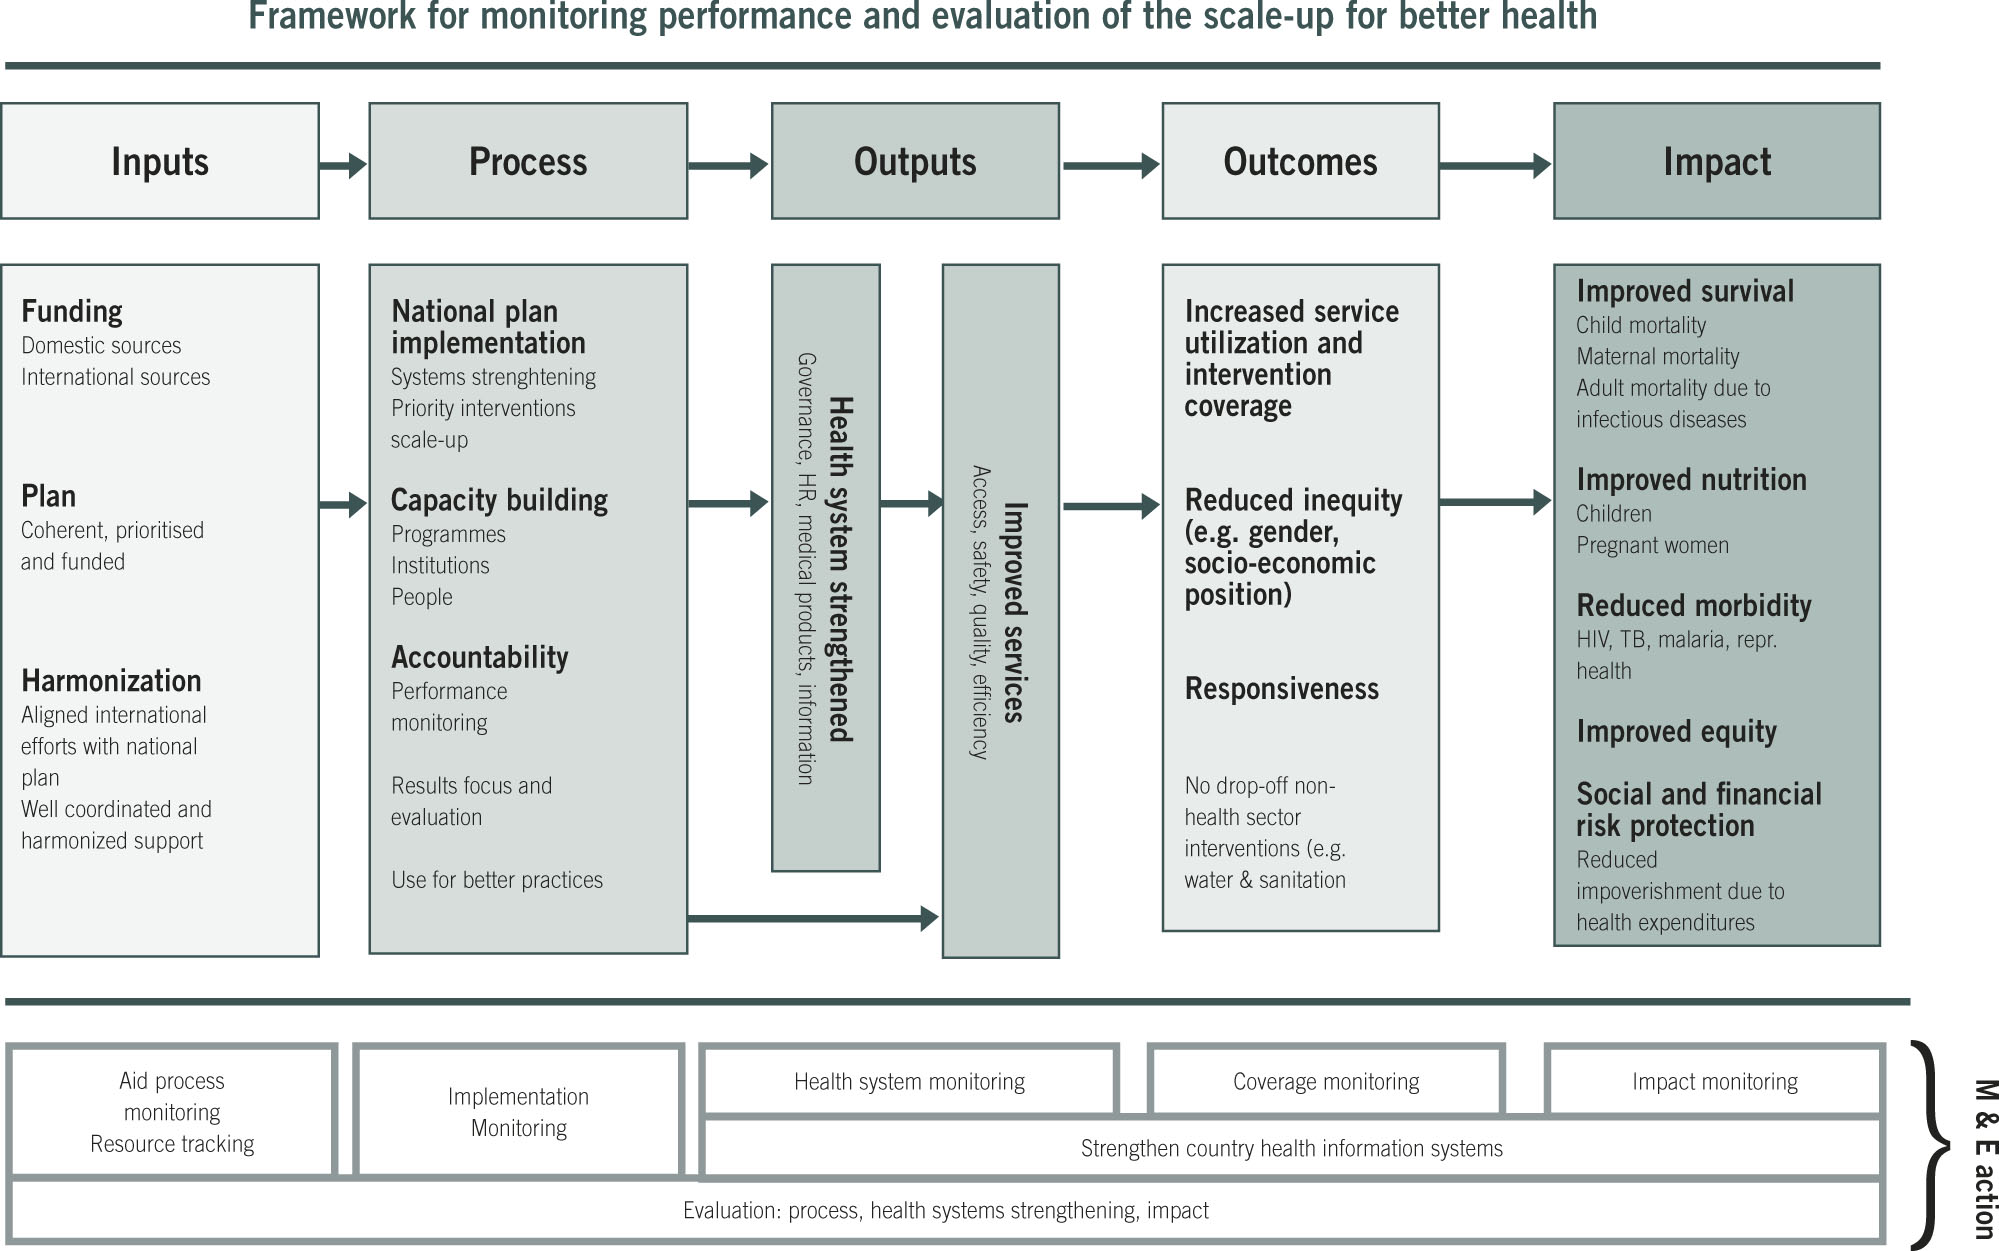 Framework for monitoring performance and evaluation of the scale-up for better health
Inputs
Process
Outputs
Outcomes
Impact
Funding
Domestic sources
International sources
Plan
Coherent, prioritised
and funded
Harmonization
Aligned international
efforts with national
plan
Well coordinated and
harmonized support
National plan
implementation
Systems strenghtening
Priority interventions
scale-up
Capacity building
Programmes
Institutions
People
Accountability
Performance
monitoring
Results focus and
evaluation
Use for better practices
Health system strengthened
Governance, HR, medical products, information
Improved services
Access, safety, quality, efficiency
Increased service
utilization and
intervention
coverage
Reduced inequity
(e.g. gender,
socio-economic
position)
Responsiveness
No drop-off non-
health sector
interventions (e.g.
water & sanitation
Improved survival
Child mortality
Maternal mortality
Adult mortality due to
infectious diseases
Improved nutrition
Children
Pregnant women
Reduced morbidity
HIV, TB, malaria, repr.
health
Improved equity
Social and financial
risk protection
Reduced
impoverishment due to
health expenditures
Aid process
monitoring
Resource tracking
Implementation
Monitoring
Health system monitoring
Coverage monitoring
Impact monitoring
Strengthen country health information systems
Evaluation: process, health systems strengthening, impact
M & E action